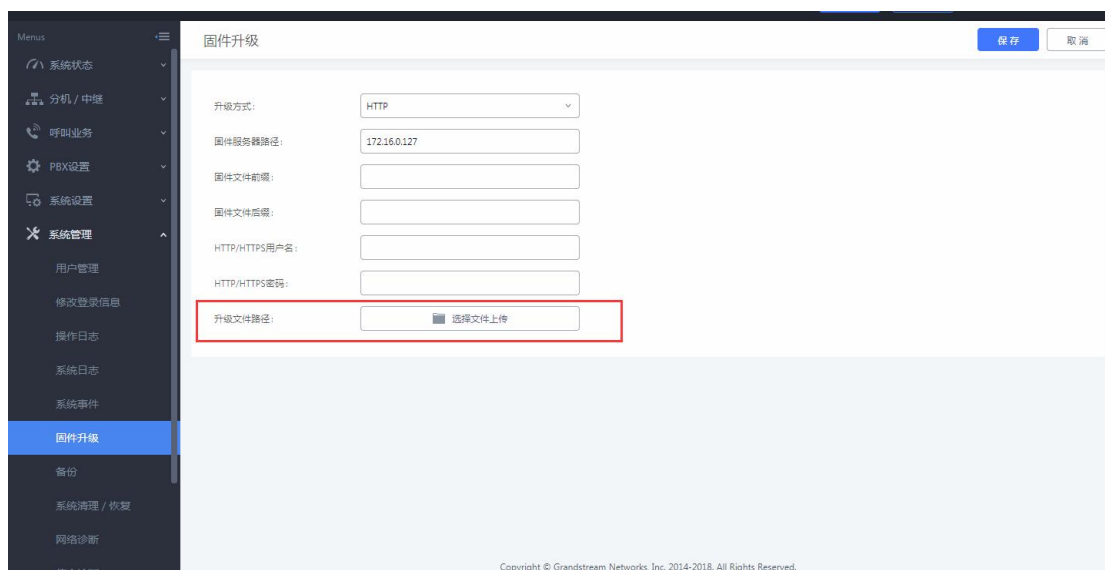 Menus
固件升级
保存
取消
系统状态
分机 / 中继
呼叫业务
PBX设置
系统设置
系统管理
用户管理
修改登录信息
操作日志
系统日志
系统事件
固件升级
备份
系统清理 / 恢复
网络诊断
升级方式:
HTTP
固件服务器路径:
172.16.0.127
固件文件前缀:
固件文件后缀:
HTTP/HTTPS用户名:
HTTP/HTTPS密码:
升级文件路径:
选择文件上传
Copyright © Grandstream Networks, Inc. 2014-2018. All Rights Reserved.